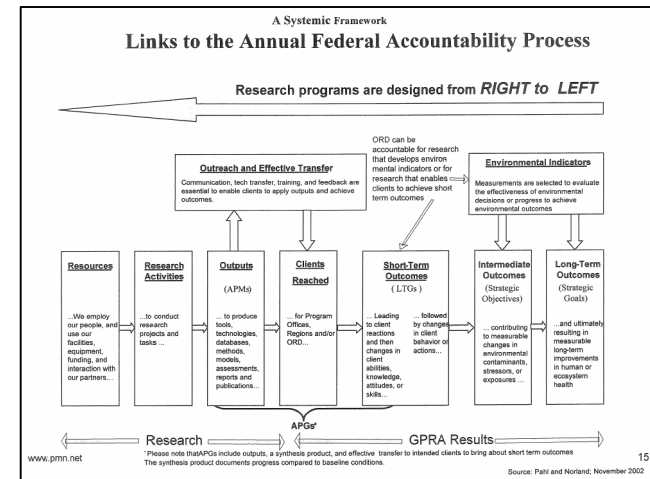 A Systemic Framework
Links to the Annual Federal Accountability Process
Research programs are designed from RIGHT to LEFT
ORD can be
accountable for research
that develops environ
mental indicators or for
research that enables
clients to achieve short
term outcomes
Outreach and Effective Transfer
Communication, tech transfer, training, and feedback are
essential to enable clients to apply outputs and achieve
outcomes.
Environmental Indicators
Measurements are selected to evaluate
the effectiveness of environmental
decisions or progress to achieve
environmental outcomes
Resources
...We employ
our people, and
use our
facilities,
equipment,
funding, and
interaction with
our partners...
Research
Activities
...to conduct
research
projects and
tasks ...
Outputs
(APMs)
... to produce
tools,
technologies,
databases,
methods,
models,
assessments,
reports and
publications...
Clients
Reached
... for Program
Offices,
Regions and/or
ORD...
Short-Term
Outcomes
( LTGs )
... Leading
to client
reactions
and then
changes in
client
abilities,
knowledge,
attitudes, or
skills...
... followed
by changes
in client
behavior or
actions...
Intermediate
Outcomes
(Strategic
Objectives)
... contributing
to measurable
changes in
environmental
contaminants,
stressors, or
exposures ...
Long-Term
Outcomes
(Strategic
Goals)
...and ultimately
resulting in
measurable
long-term
improvements
in human or
ecosystem
health
APGs*
Research
GPRA Results
*Please note thatAPGs include outputs, a synthesis product, and effective transfer to intended clients to bring about short term outcomes
The synthesis product documents progress compared to baseline conditions.
www.pmn.net
15
Source: Pahl and Norland; November 2002